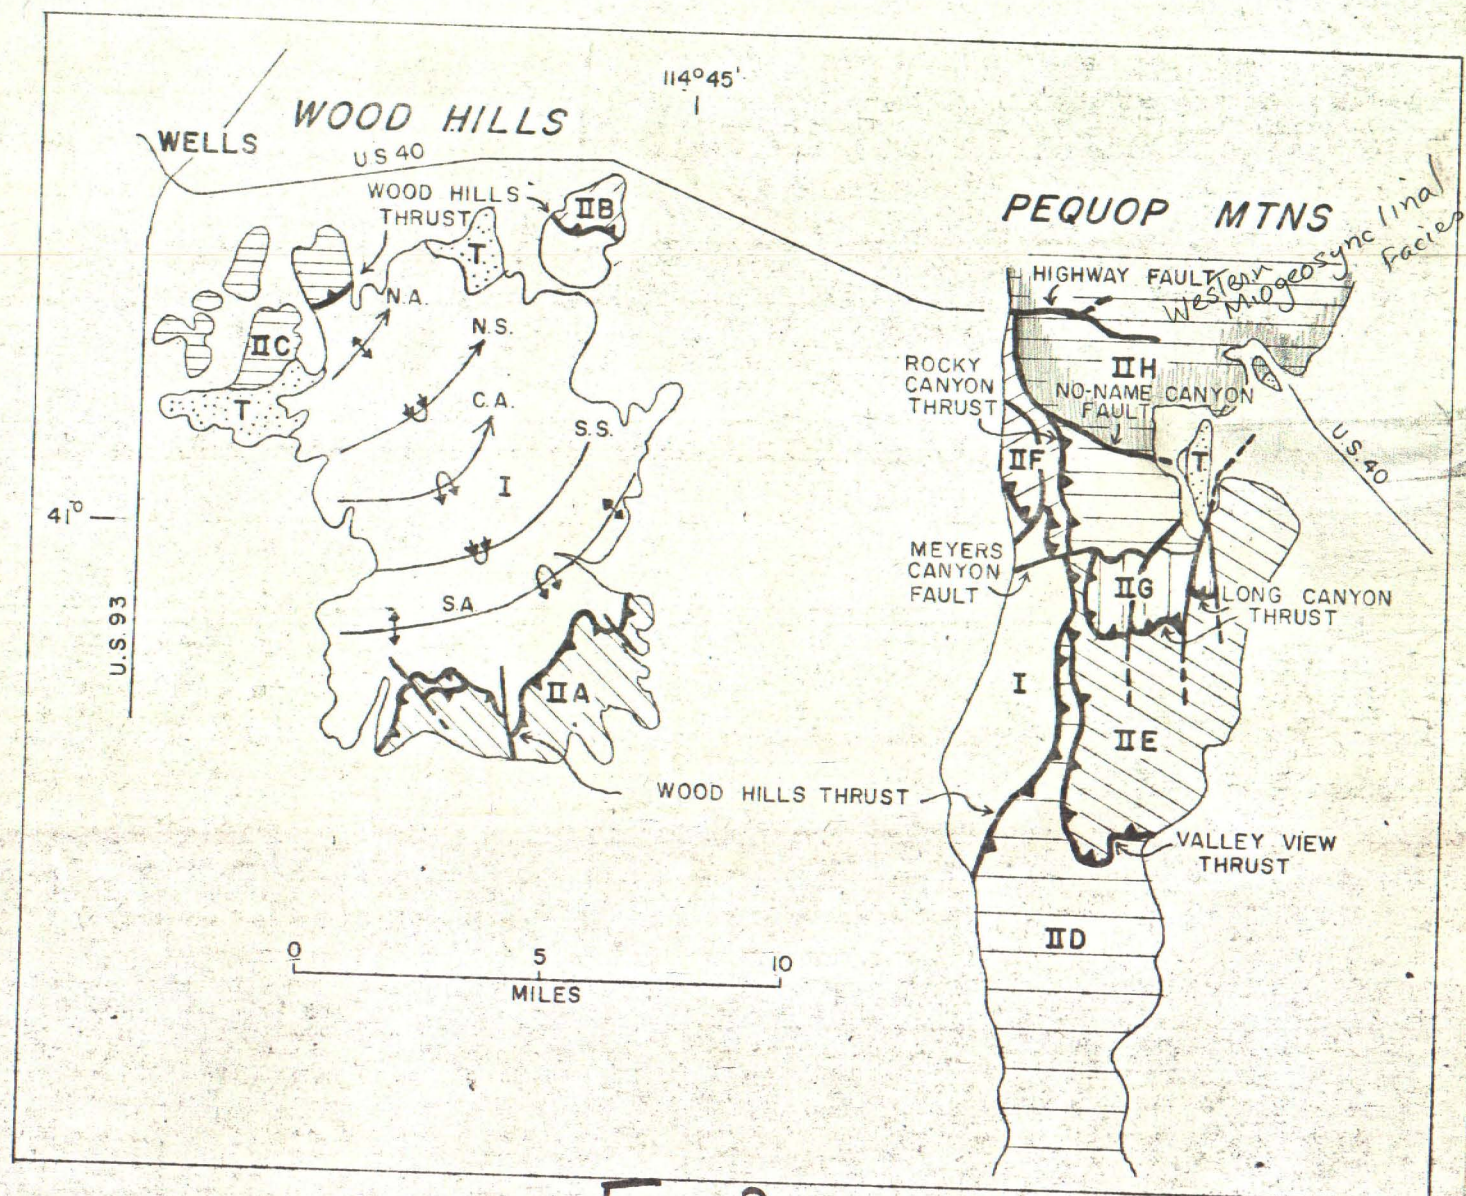 114°45'
WOOD HILLS
WELLS
U.S 40
WOOD HILLS
THRUST
IIB
T
N.A.
N.S.
IIC
C.A.
T
S.S.
I
41°
S.A.
U.S. 93
IIA
WOOD HILLS THRUST
PEQUOP MTNS
Western
Miogeosynclinal
Facies
HIGHWAY FAULT
IIH
ROCKY
CANYON
THRUST
NO-NAME CANYON
FAULT
U.S. 40
IIF
T
MEYERS
CANYON
FAULT
IIG
LONG CANYON
THRUST
I
IIE
VALLEY VIEW
THRUST
IID
0 5 10
MILES